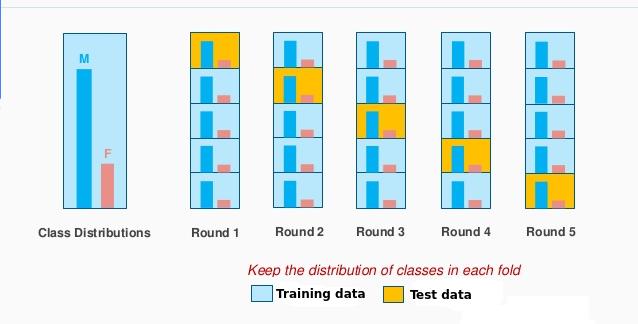 M
F
Class Distributions
Round 1
Round 2
Round 3
Round 4
Round 5
Keep the distribution of classes in each fold
Training data
Test data